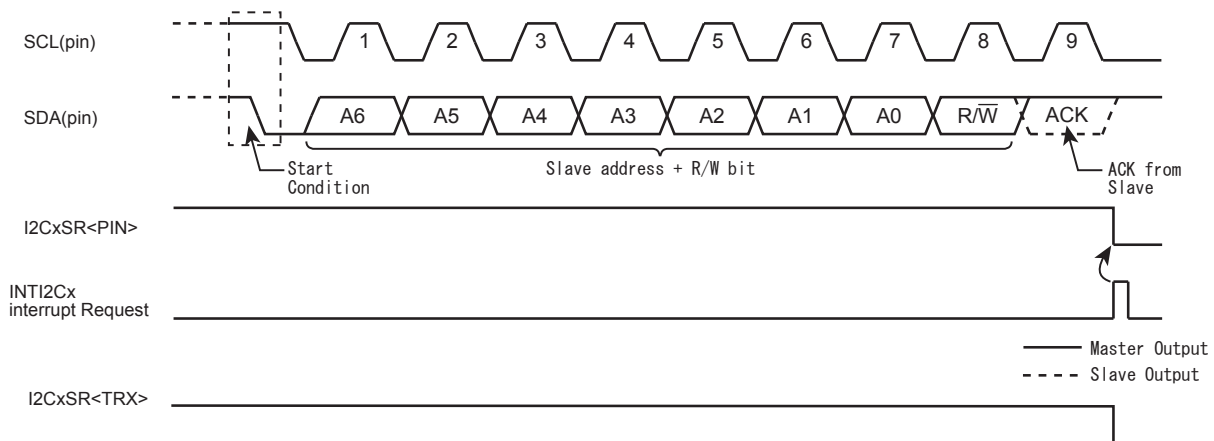 SCL(pin)
1 2 3 4 5 6 7 8 9
SDA(pin)
A6 A5 A4 A3 A2 A1 A0 R/W̅ ACK
Start
Condition
Slave address + R/W bit
ACK from
Slave
I2CxSR<PIN>
INTI2Cx
interrupt Request
Master Output
Slave Output
I2CxSR<TRX>